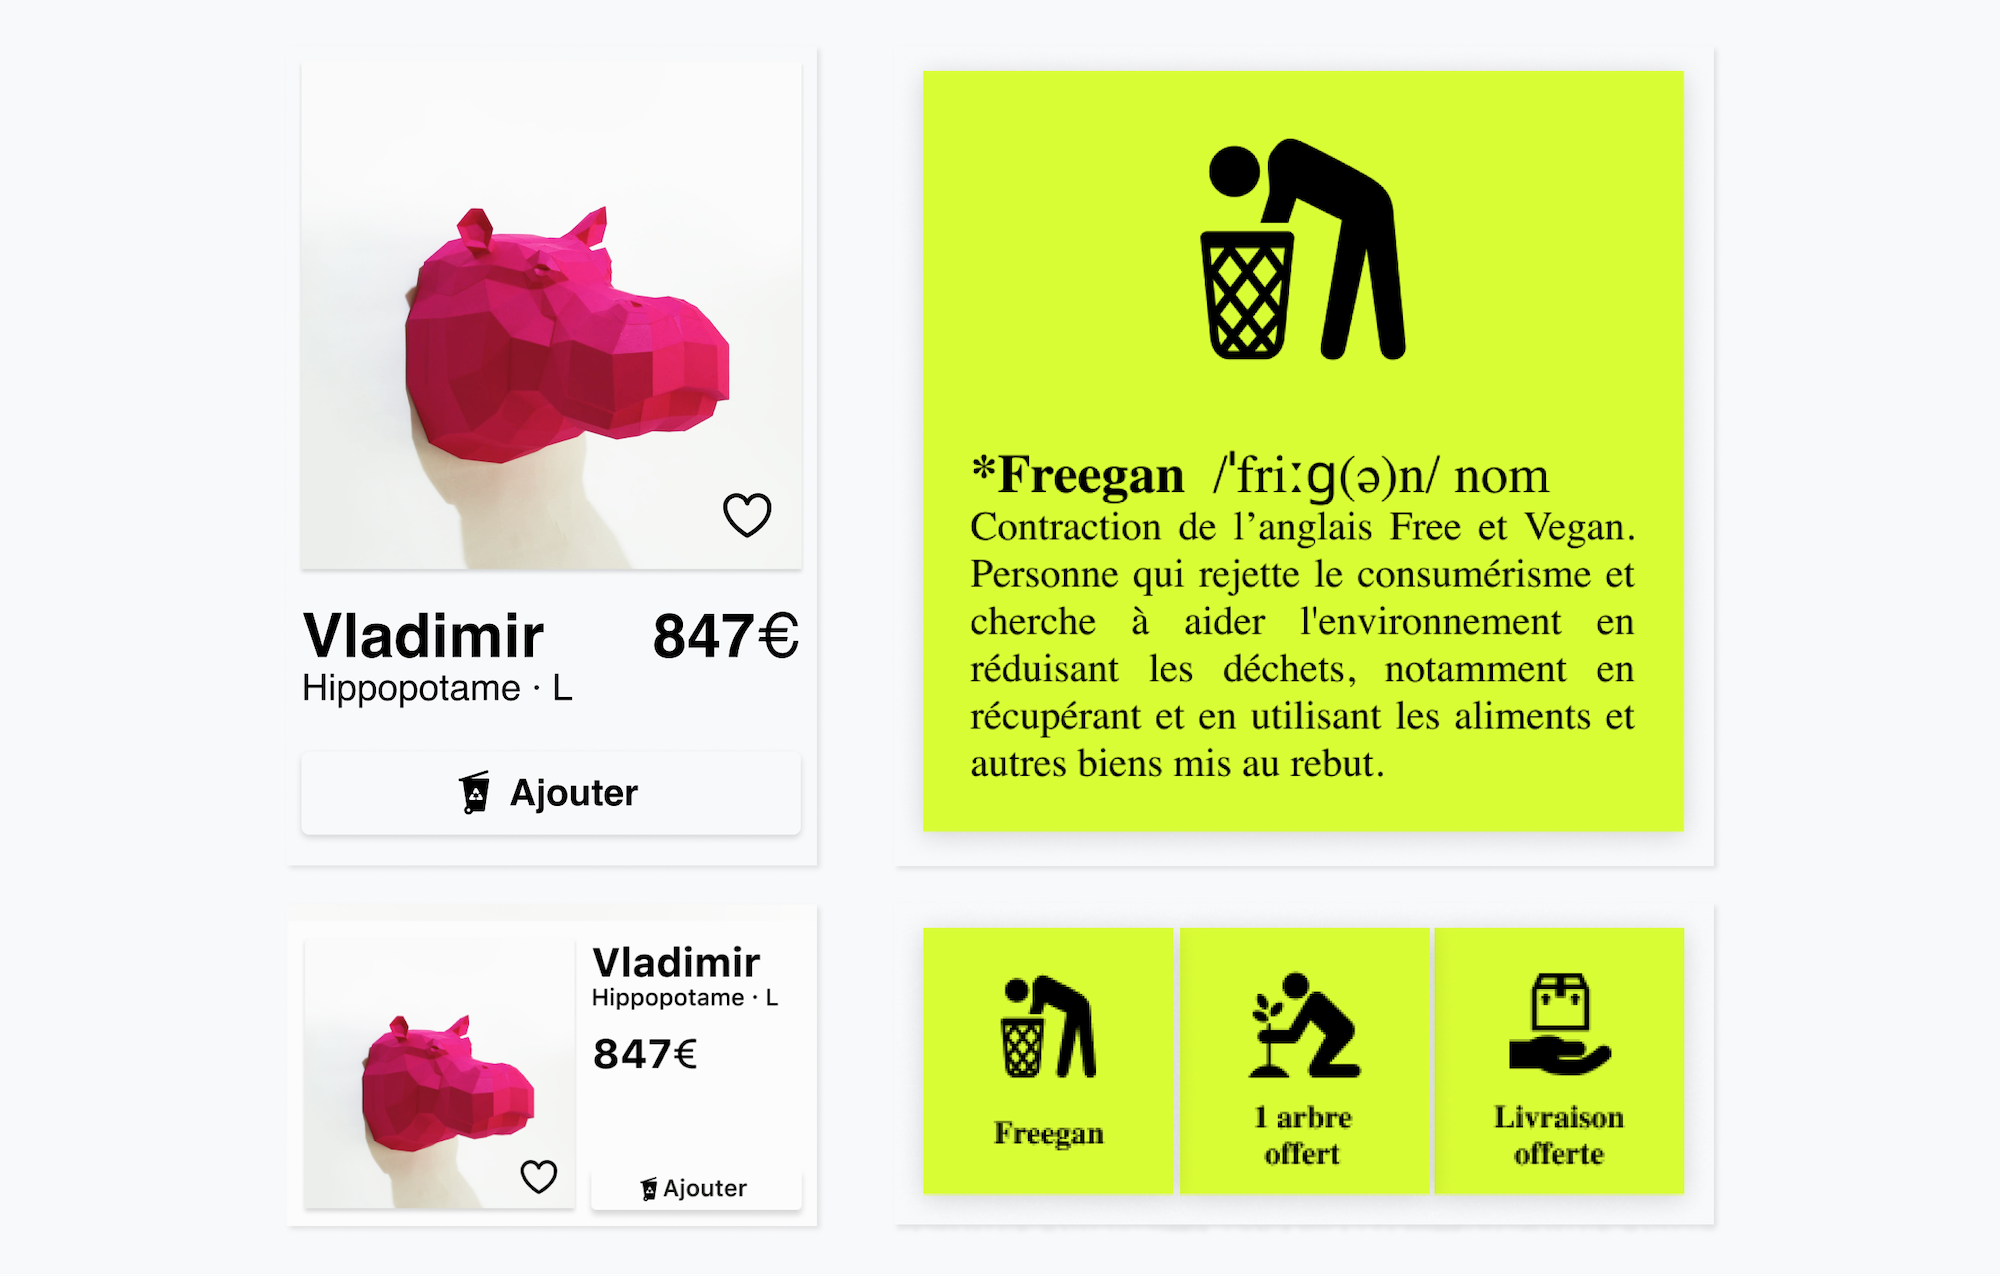 Vladimir 847€
Hippopotame · L
Ajouter
*Freegan /ˈfriːɡ(ə)n/ nom
Contraction de l’anglais Free et Vegan.
Personne qui rejette le consumérisme et
cherche à aider l'environnement en
réduisant les déchets, notamment en
récupérant et en utilisant les aliments et
autres biens mis au rebut.
Vladimir
Hippopotame · L
847€
Ajouter
Freegan
1 arbre
offert
Livraison
offerte